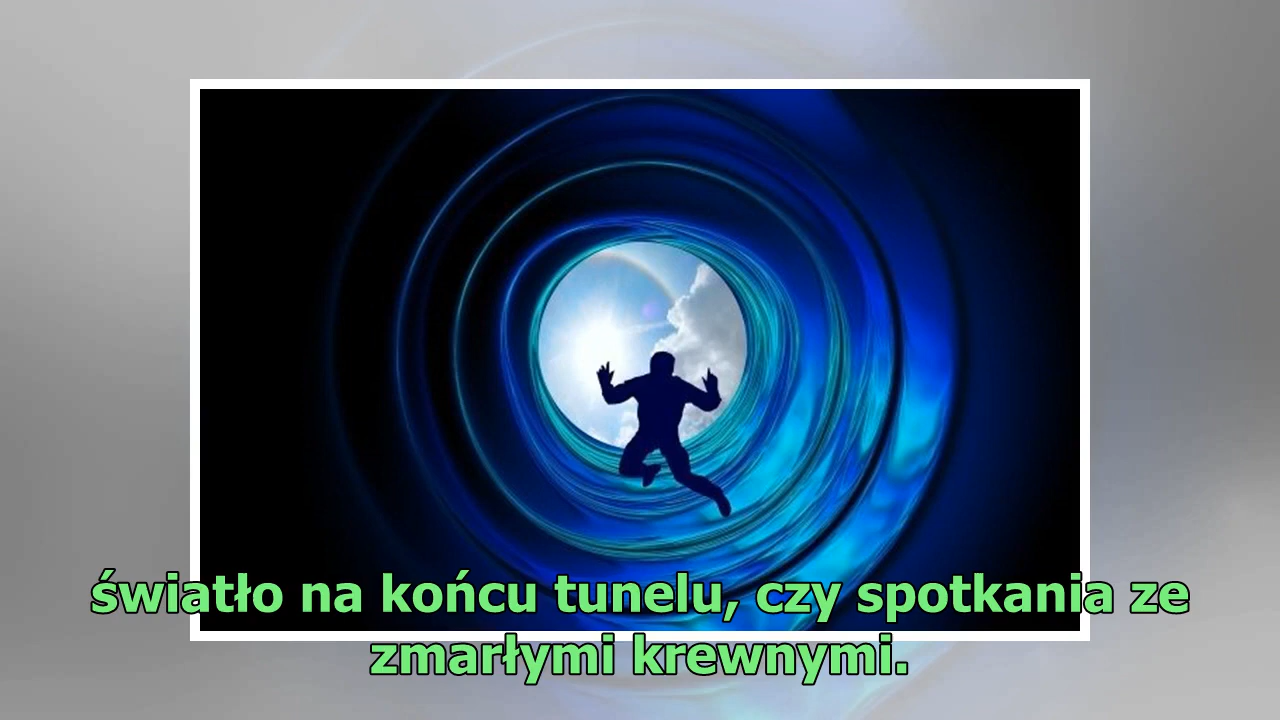 światło na końcu tunelu, czy spotkania ze
zmarłymi krewnymi.